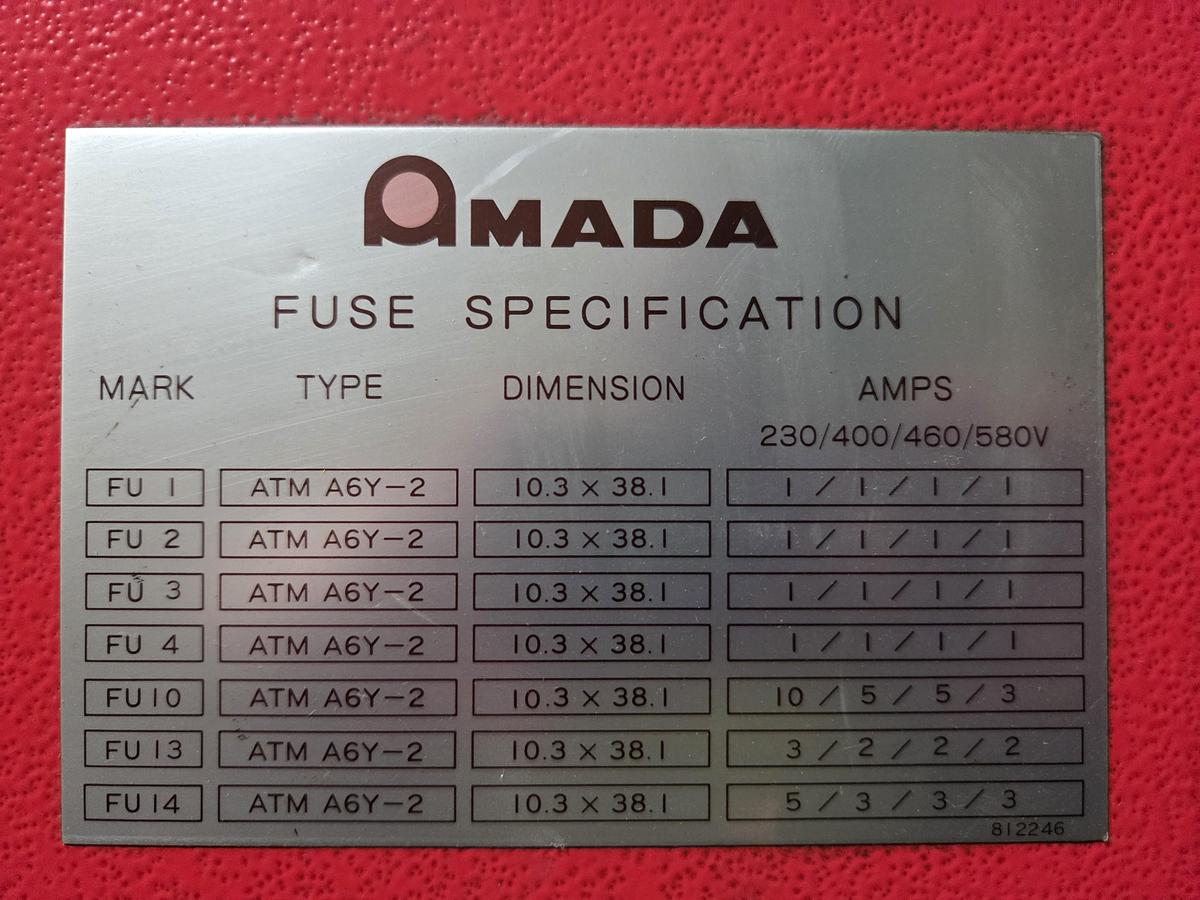 AMADA
FUSE SPECIFICATION
MARK TYPE DIMENSION AMPS
230/400/460/580V
FU 1 ATM A6Y-2 10.3 × 38.1 1 / 1 / 1 / 1
FU 2 ATM A6Y-2 10.3 × 38.1 1 / 1 / 1 / 1
FU 3 ATM A6Y-2 10.3 × 38.1 1 / 1 / 1 / 1
FU 4 ATM A6Y-2 10.3 × 38.1 1 / 1 / 1 / 1
FU10 ATM A6Y-2 10.3 × 38.1 10 / 5 / 5 / 3
FU13 ATM A6Y-2 10.3 × 38.1 3 / 2 / 2 / 2
FU14 ATM A6Y-2 10.3 × 38.1 5 / 3 / 3 / 3
812246